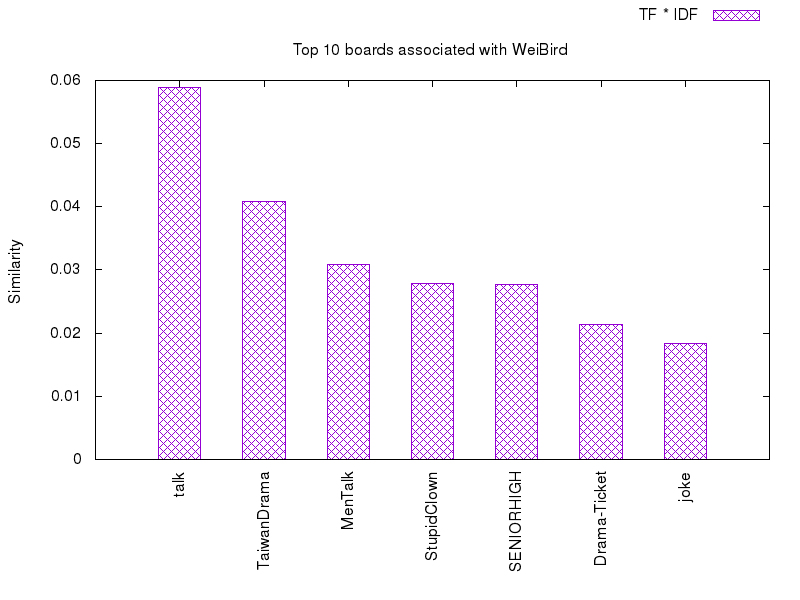 TF * IDF
Top 10 boards associated with WeiBird
0.06
0.05
0.04
0.03
0.02
0.01
0
Similarity
talk
TaiwanDrama
MenTalk
StupidClown
SENIORHIGH
Drama-Ticket
joke